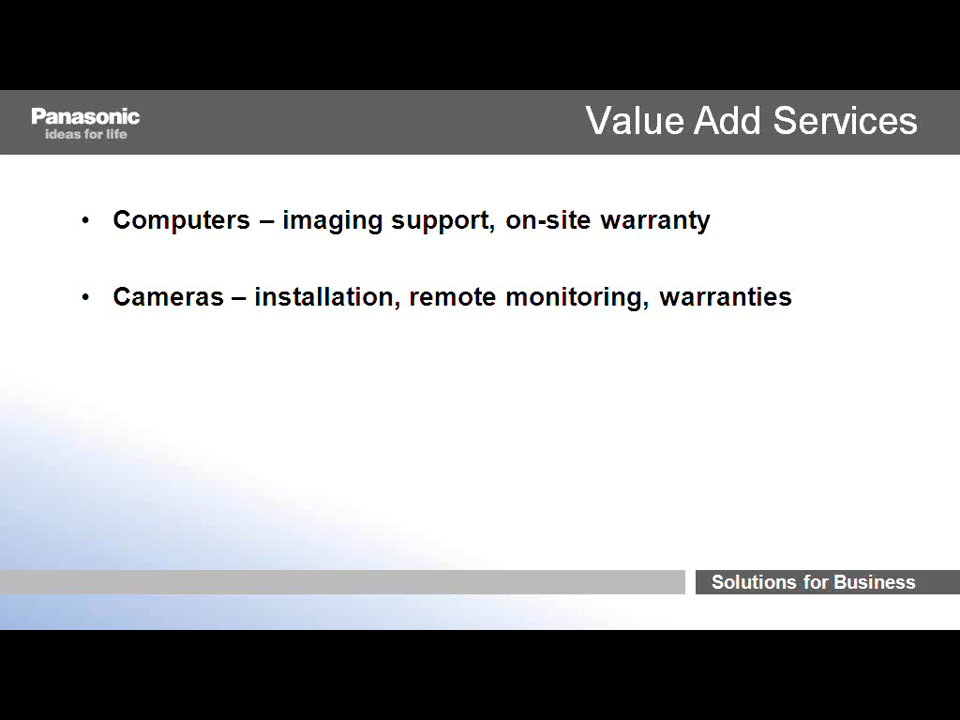 Panasonic
ideas for life
Value Add Services
• Computers – imaging support, on-site warranty
• Cameras – installation, remote monitoring, warranties
Solutions for Business